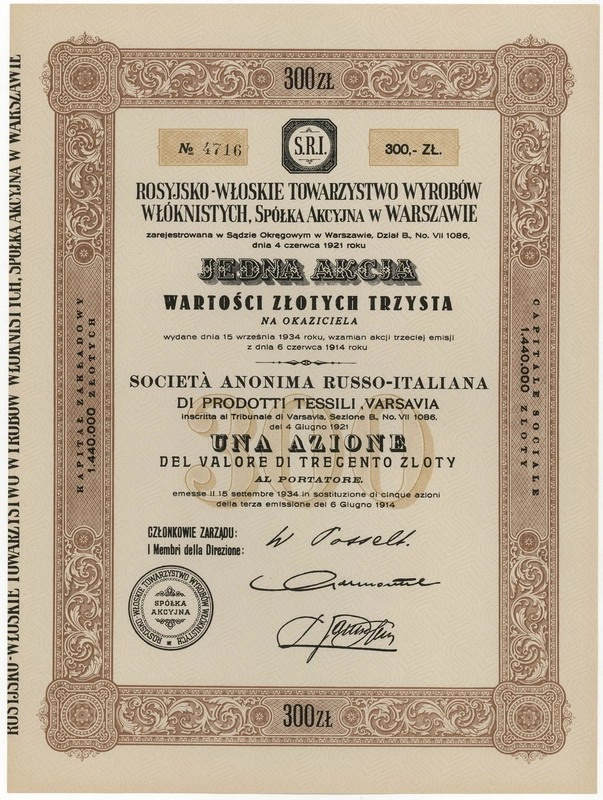 300 ZŁ
№ 4716
S.R.I.
300,- ZŁ.
ROSYJSKO-WŁOSKIE TOWARZYSTWO WYROBÓW
WŁÓKNISTYCH, SPÓŁKA AKCYJNA W WARSZAWIE
zarejestrowana w Sądzie Okręgowym w Warszawie, Dział B., No. VII 1086,
dnia 4 czerwca 1921 roku
JEDNA AKCJA
WARTOŚCI ZŁOTYCH TRZYSTA
NA OKAZICIELA
wydane dnia 15 września 1934 roku, wzamian akcji trzeciej emisji
z dnia 6 czerwca 1914 roku
SOCIETÀ ANONIMA RUSSO-ITALIANA
DI PRODOTTI TESSILI, VARSAVIA
inscritta al Tribunale di Varsavia, Sezione B., No. VII 1086,
del 4 Giugno 1921
300
UNA AZIONE
DEL VALORE DI TREGENTO ZLOTY
AL PORTATORE.
emesse il 15 settembre 1934 in sostituzione di cinque azioni
della terza emissione del 6 Giugno 1914
CZŁONKOWIE ZARZĄDU:
I Membri della Direzione:
W Posselt.
ROSYJSKO-WŁOSKIE TOWARZYSTWO WYROBÓW WŁÓKNISTYCH
SPÓŁKA
AKCYJNA
300 ZŁ
KAPITAŁ ZAKŁADOWY
1.440.000 ZŁOTYCH
CAPITALE SOCIALE
1.440.000 ZLOTY
ROSYJSKO-WŁOSKIE TOWARZYSTWO WYROBÓW WŁÓKNISTYCH, SPÓŁKA AKCYJNA W WARSZAWIE